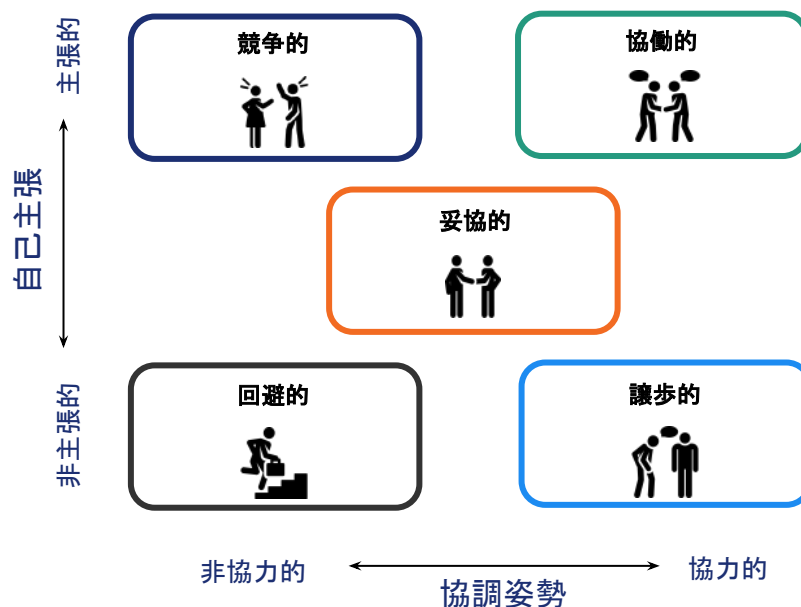 主張的
競争的
協働的
自己主張
妥協的
非主張的
回避的
讓歩的
非協力的
協調姿勢
協力的